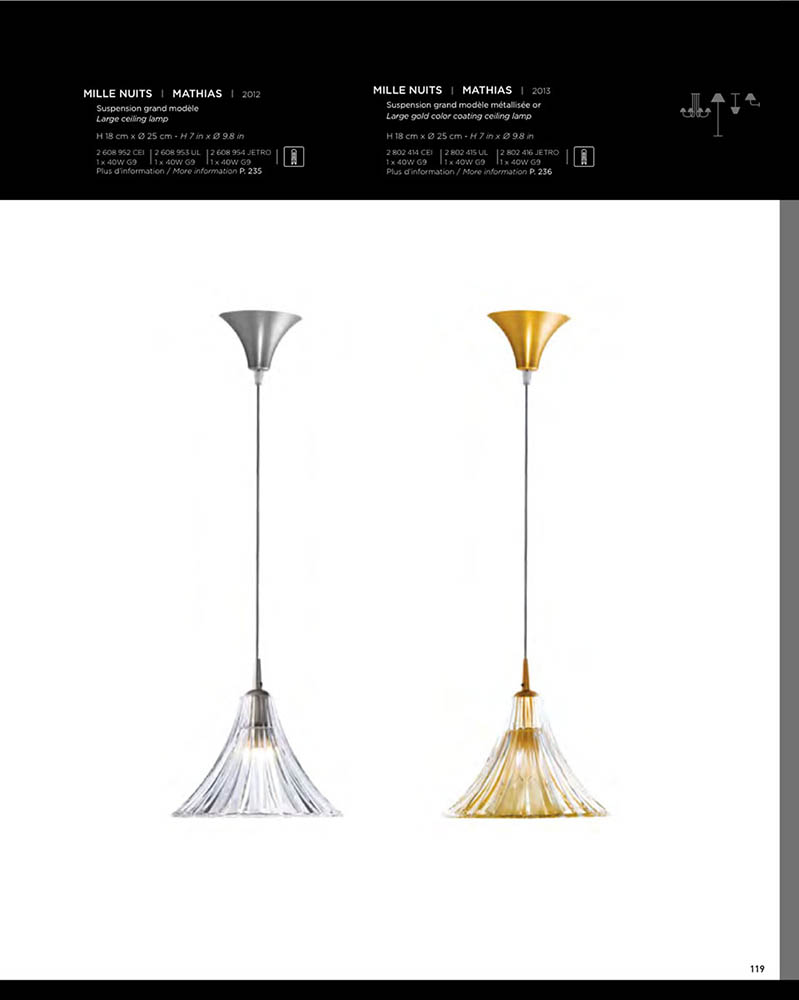 MILLE NUITS | MATHIAS | 2012
Suspension grand modèle
Large ceiling lamp
H 18 cm x Ø 25 cm - H 7 in x Ø 9.8 in
2 608 952 CEI | 2 608 953 UL | 2 608 954 JETRO |
1 x 40W G9 | 1 x 40W G9 | 1 x 40W G9
Plus d'information / More information P. 235
MILLE NUITS | MATHIAS | 2013
Suspension grand modèle métallisée or
Large gold color coating ceiling lamp
H 18 cm x Ø 25 cm - H 7 in x Ø 9.8 in
2 802 414 CEI | 2 802 415 UL | 2 802 416 JETRO |
1 x 40W G9 | 1 x 40W G9 | 1 x 40W G9
Plus d'information / More information P. 236
119